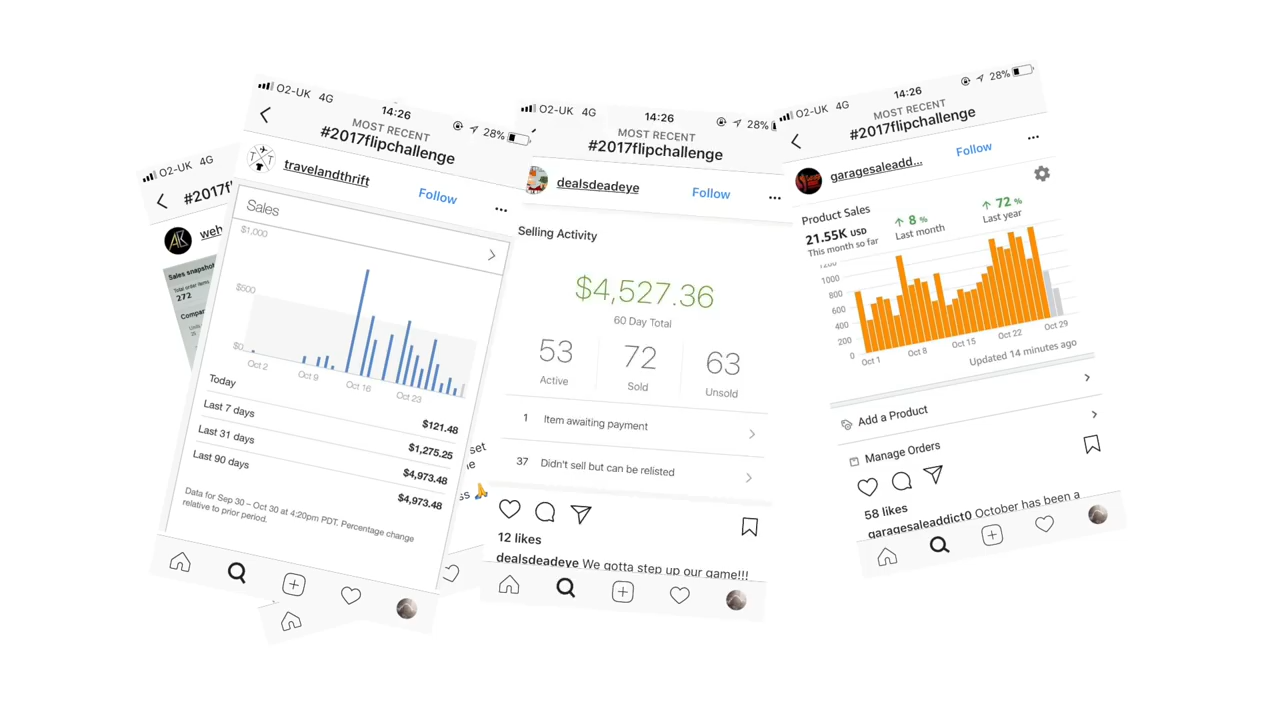 O2-UK 4G
#2017
weh
Sales snapshot
Total order items
272
O2-UK 4G
14:26
28%
MOST RECENT
#2017flipchallenge
travelandthrift
Follow
Sales
$1,000
$500
$0
Oct 2
Oct 9
Oct 16
Oct 23
Today
$121.48
Last 7 days
$1,275.25
Last 31 days
$4,973.48
Last 90 days
$4,973.48
Data for Sep 30 – Oct 30 at 4:20pm PDT. Percentage change
relative to prior period.
O2-UK 4G
14:26
28%
MOST RECENT
#2017flipchallenge
dealsdeadeye
Follow
Selling Activity
$4,527.36
60 Day Total
53
72
63
Active
Sold
Unsold
1 Item awaiting payment
37 Didn't sell but can be relisted
12 likes
dealsdeadeye We gotta step up our game!!!
O2-UK 4G
14:26
28%
MOST RECENT
#2017flipchallenge
garagesaleadd...
Follow
Product Sales
21.55K USD
This month so far
8 %
Last month
72 %
Last year
1200
1000
800
600
400
200
0
Oct 1
Oct 8
Oct 15
Oct 22
Oct 29
Updated 14 minutes ago
Add a Product
Manage Orders
58 likes
garagesaleaddict0 October has been a